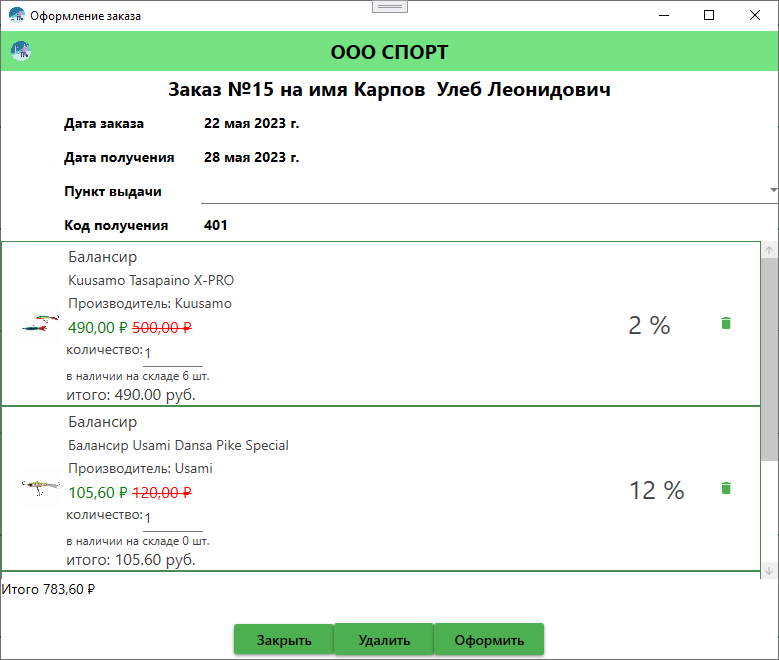 Оформление заказа
ООО СПОРТ
Заказ №15 на имя Карпов  Улеб Леонидович
Дата заказа 22 мая 2023 г.
Дата получения 28 мая 2023 г.
Пункт выдачи
Код получения 401
Балансир
Kuusamo Tasapaino X-PRO
Производитель: Kuusamo
490,00 ₽ 500,00 ₽
2 %
количество: 1
в наличии на складе 6 шт.
итого: 490.00 руб.
Балансир
Балансир Usami Dansa Pike Special
Производитель: Usami
105,60 ₽ 120,00 ₽
12 %
количество: 1
в наличии на складе 0 шт.
итого: 105.60 руб.
Итого 783,60 ₽
Закрыть Удалить Оформить